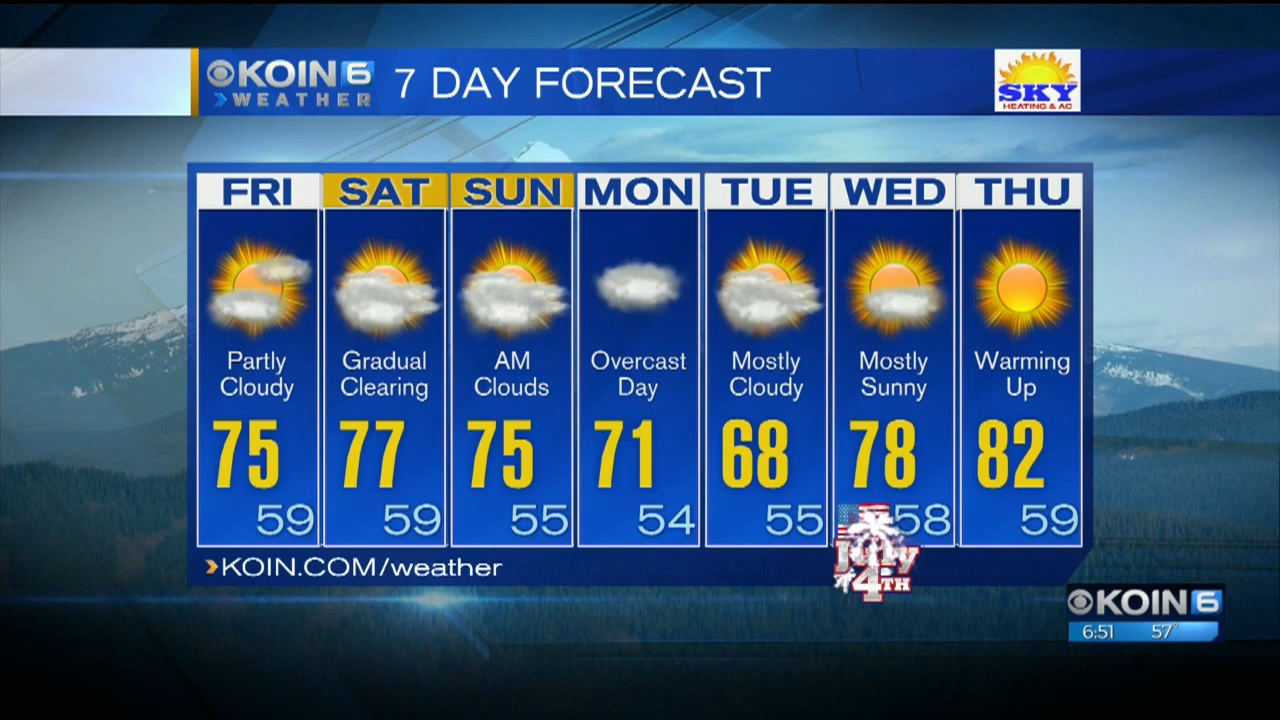 KOIN 6
WEATHER
7 DAY FORECAST
SKY
HEATING & AC
FRI SAT SUN MON TUE WED THU
Partly Cloudy
Gradual Clearing
AM Clouds
Overcast Day
Mostly Cloudy
Mostly Sunny
Warming Up
75 77 75 71 68 78 82
59 59 55 54 55 58 59
July
4TH
KOIN.COM/weather
KOIN 6
6:51 57°